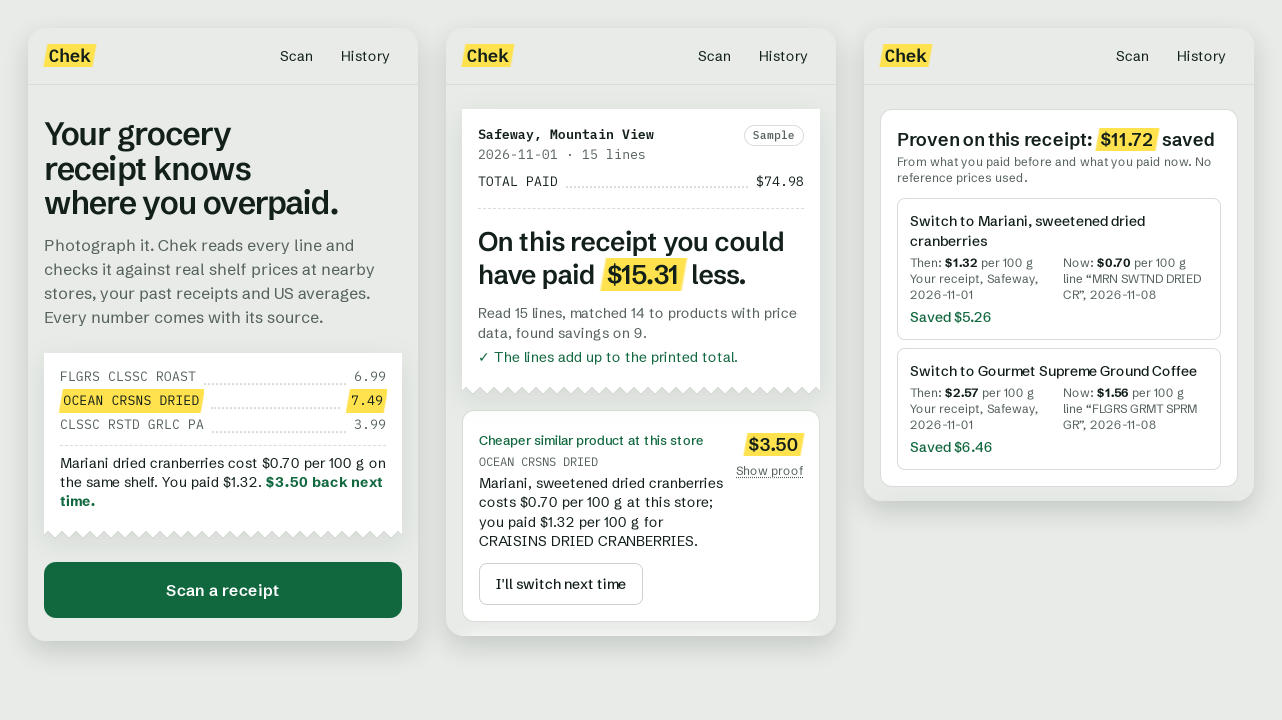 Chek
Scan
History
Your grocery
receipt knows
where you overpaid.
Photograph it. Chek reads every line and
checks it against real shelf prices at nearby
stores, your past receipts and US averages.
Every number comes with its source.
FLGRS CLSSC ROAST 6.99
OCEAN CRSNS DRIED 7.49
CLSSC RSTD GRLC PA 3.99
Mariani dried cranberries cost $0.70 per 100 g on
the same shelf. You paid $1.32. $3.50 back next
time.
Scan a receipt
Chek
Scan
History
Safeway, Mountain View
Sample
2026-11-01 · 15 lines
TOTAL PAID $74.98
On this receipt you could
have paid $15.31 less.
Read 15 lines, matched 14 to products with price
data, found savings on 9.
✓ The lines add up to the printed total.
Cheaper similar product at this store
$3.50
OCEAN CRSNS DRIED
Show proof
Mariani, sweetened dried cranberries
costs $0.70 per 100 g at this store;
you paid $1.32 per 100 g for
CRAISINS DRIED CRANBERRIES.
I'll switch next time
Chek
Scan
History
Proven on this receipt: $11.72 saved
From what you paid before and what you paid now. No
reference prices used.
Switch to Mariani, sweetened dried
cranberries
Then: $1.32 per 100 g
Your receipt, Safeway,
2026-11-01
Now: $0.70 per 100 g
line “MRN SWTND DRIED
CR”, 2026-11-08
Saved $5.26
Switch to Gourmet Supreme Ground Coffee
Then: $2.57 per 100 g
Your receipt, Safeway,
2026-11-01
Now: $1.56 per 100 g
line “FLGRS GRMT SPRM
GR”, 2026-11-08
Saved $6.46